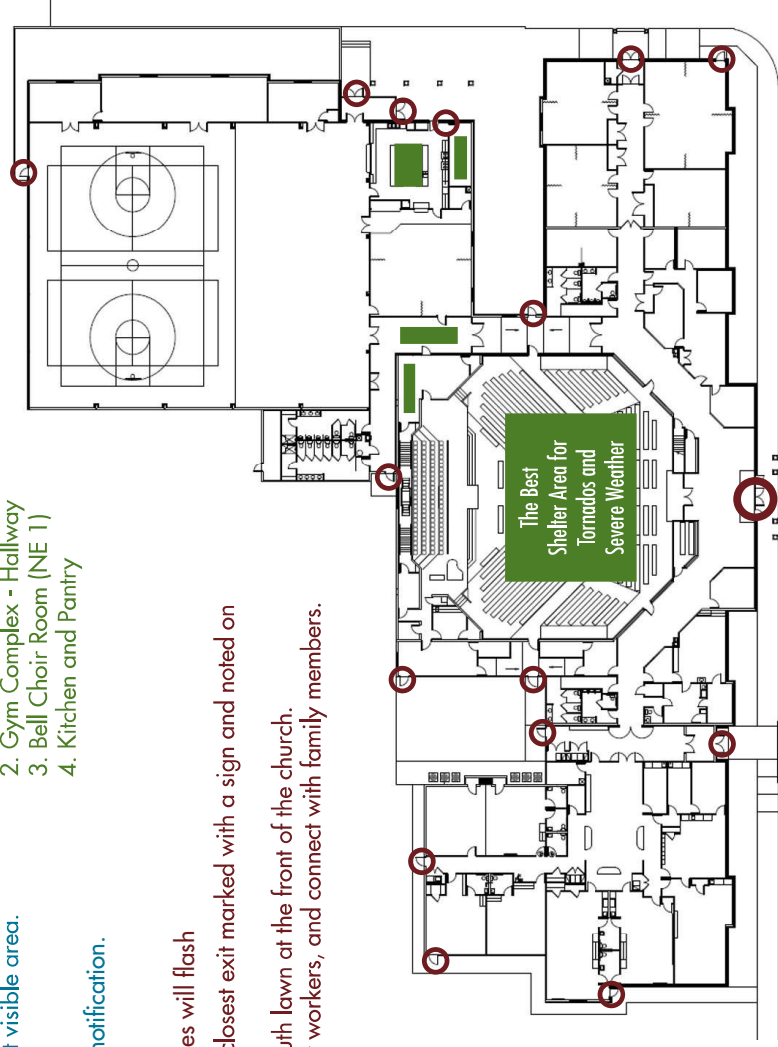 t visible area.
notification.
2. Gym Complex - Hallway
3. Bell Choir Room (NE 1)
4. Kitchen and Pantry
es will flash
closest exit marked with a sign and noted on
uth lawn at the front of the church.
workers, and connect with family members.
The Best
Shelter Area for
Tornados and
Severe Weather